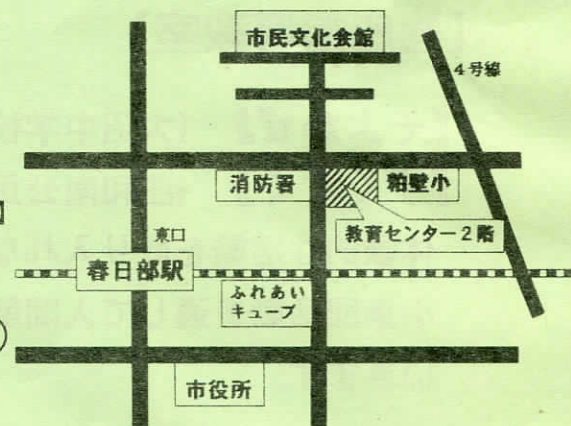 市民文化会館
4号線
消防署
粕壁小
教育センター2階
東口
春日部駅
ふれあい
キューブ
市役所